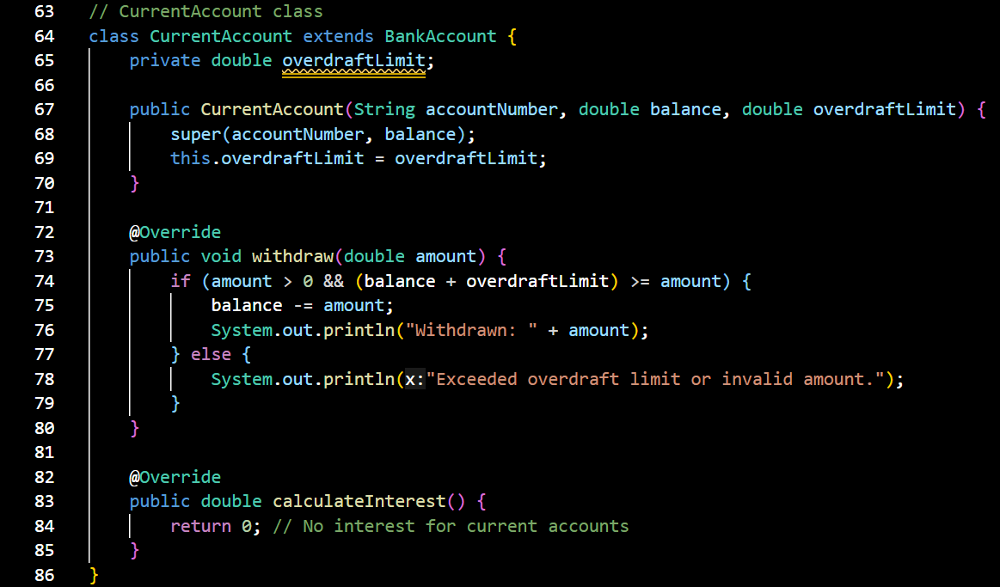 63 // CurrentAccount class
64 class CurrentAccount extends BankAccount {
65     private double overdraftLimit;
66
67     public CurrentAccount(String accountNumber, double balance, double overdraftLimit) {
68         super(accountNumber, balance);
69         this.overdraftLimit = overdraftLimit;
70     }
71
72     @Override
73     public void withdraw(double amount) {
74         if (amount > 0 && (balance + overdraftLimit) >= amount) {
75             balance -= amount;
76             System.out.println("Withdrawn: " + amount);
77         } else {
78             System.out.println(x:"Exceeded overdraft limit or invalid amount.");
79         }
80     }
81
82     @Override
83     public double calculateInterest() {
84         return 0; // No interest for current accounts
85     }
86 }